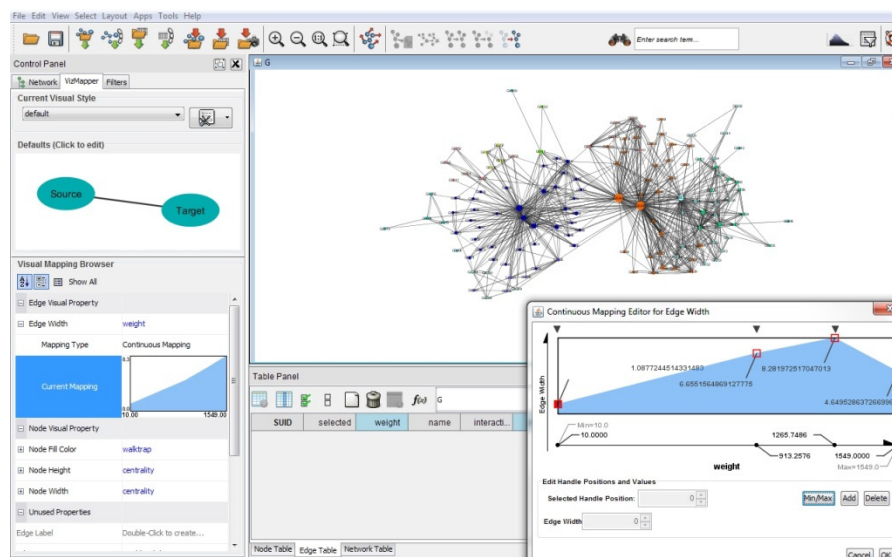 File Edit View Select Layout Apps Tools Help
Enter search term...
Control Panel
Network VizMapper Filters
Current Visual Style
default
Defaults (Click to edit)
Source
Target
Visual Mapping Browser
Show All
Edge Visual Property
Edge Width weight
Mapping Type Continuous Mapping
Current Mapping
8.3
0.0
10.00 1549.00
Node Visual Property
Node Fill Color walktrap
Node Height centrality
Node Width centrality
Unused Properties
Edge Label Double-Click to create...
G
Table Panel
f(x) G
SUID selected weight name interacti...
Node Table Edge Table Network Table
Continuous Mapping Editor for Edge Width
Edge Width
1.0877244514331483
6.6551564869127775
8.281972517047013
Min=10.0
10.0000
1265.7486
913.2576
1549.0000
Max=1549.0
weight
Edit Handle Positions and Values
Selected Handle Position: 0
Min/Max Add Delete
Edge Width 0
Cancel OK